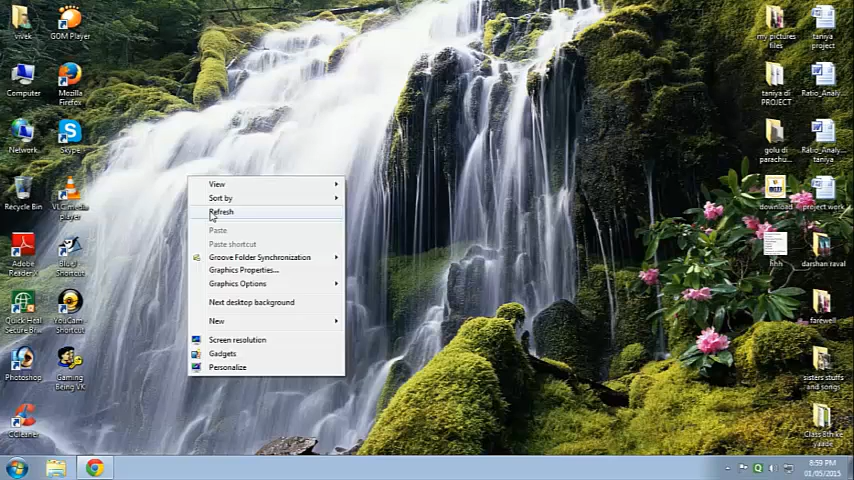 vivek
GOM Player
Computer
Mozilla
Firefox
Network
Skype
Recycle Bin
VLC media
player
Adobe
Reader X
Shortcut
Quick Heal
Secure Br...
YouCam -
Shortcut
Photoshop
Gaming
Being VK
CCleaner
View
Sort by
Refresh
Paste
Paste shortcut
Groove Folder Synchronization
Graphics Properties...
Graphics Options
Next desktop background
New
Screen resolution
Gadgets
Personalize
my pictures
files
taniya
project
taniya di
PROJECT
Ratio_Analy...
golu di
parachu...
Ratio_Analy...
taniya
download
project work
hhh
darshan raval
farewell
sisters stuffs
and songs
Class 8th ke
yaade
8:59 PM
01/05/2015